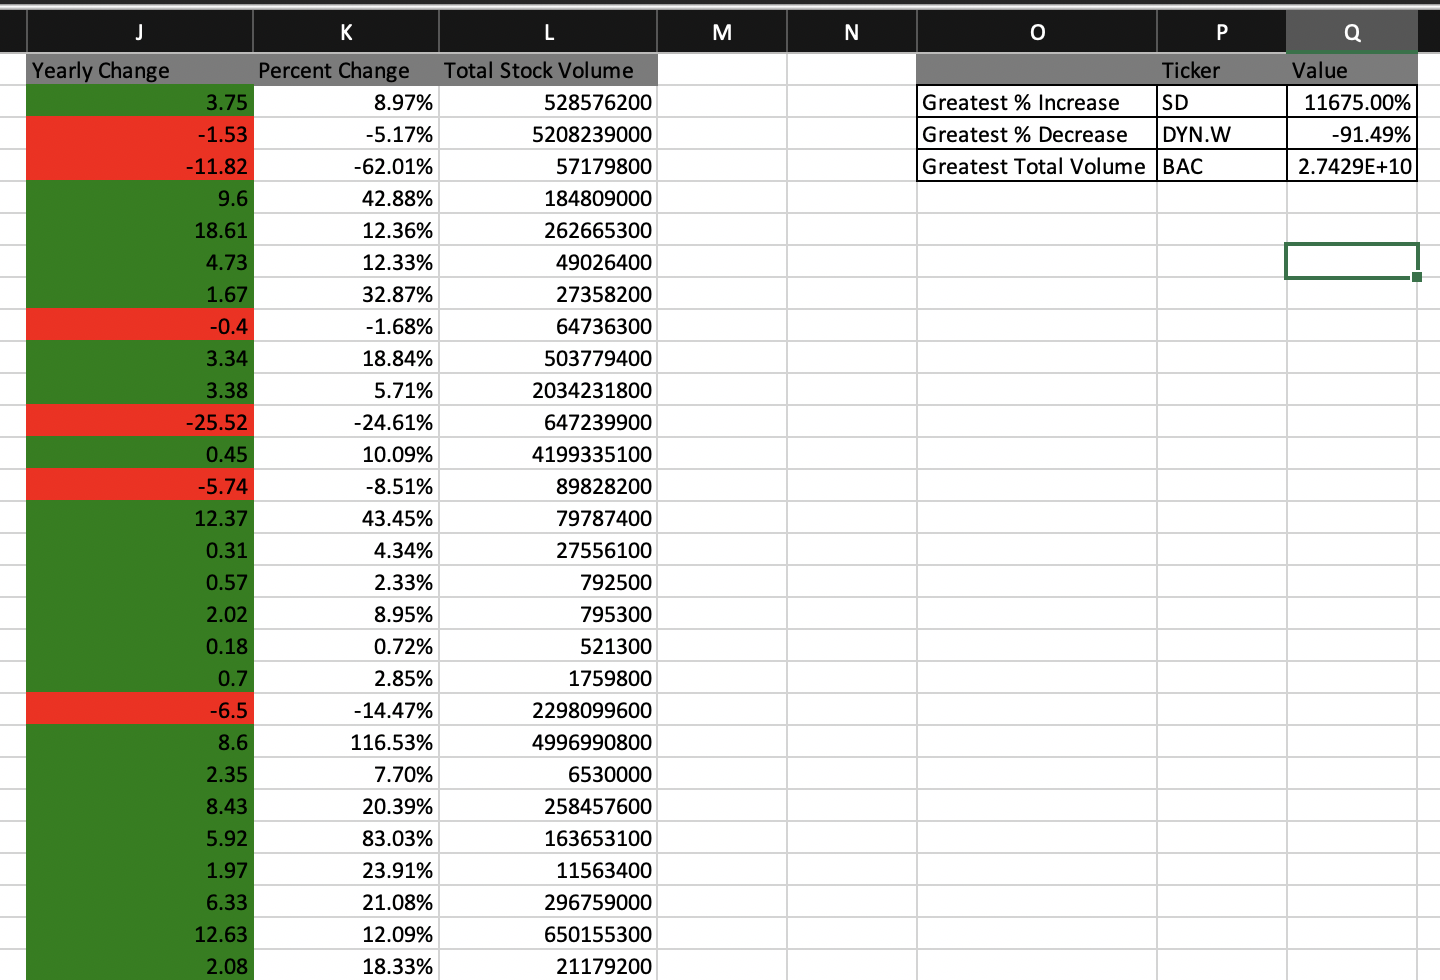 J K L M N O P Q
Yearly Change Percent Change Total Stock Volume Ticker Value
3.75 8.97% 528576200 Greatest % Increase SD 11675.00%
-1.53 -5.17% 5208239000 Greatest % Decrease DYN.W -91.49%
-11.82 -62.01% 57179800 Greatest Total Volume BAC 2.7429E+10
9.6 42.88% 184809000
18.61 12.36% 262665300
4.73 12.33% 49026400
1.67 32.87% 27358200
-0.4 -1.68% 64736300
3.34 18.84% 503779400
3.38 5.71% 2034231800
-25.52 -24.61% 647239900
0.45 10.09% 4199335100
-5.74 -8.51% 89828200
12.37 43.45% 79787400
0.31 4.34% 27556100
0.57 2.33% 792500
2.02 8.95% 795300
0.18 0.72% 521300
0.7 2.85% 1759800
-6.5 -14.47% 2298099600
8.6 116.53% 4996990800
2.35 7.70% 6530000
8.43 20.39% 258457600
5.92 83.03% 163653100
1.97 23.91% 11563400
6.33 21.08% 296759000
12.63 12.09% 650155300
2.08 18.33% 21179200